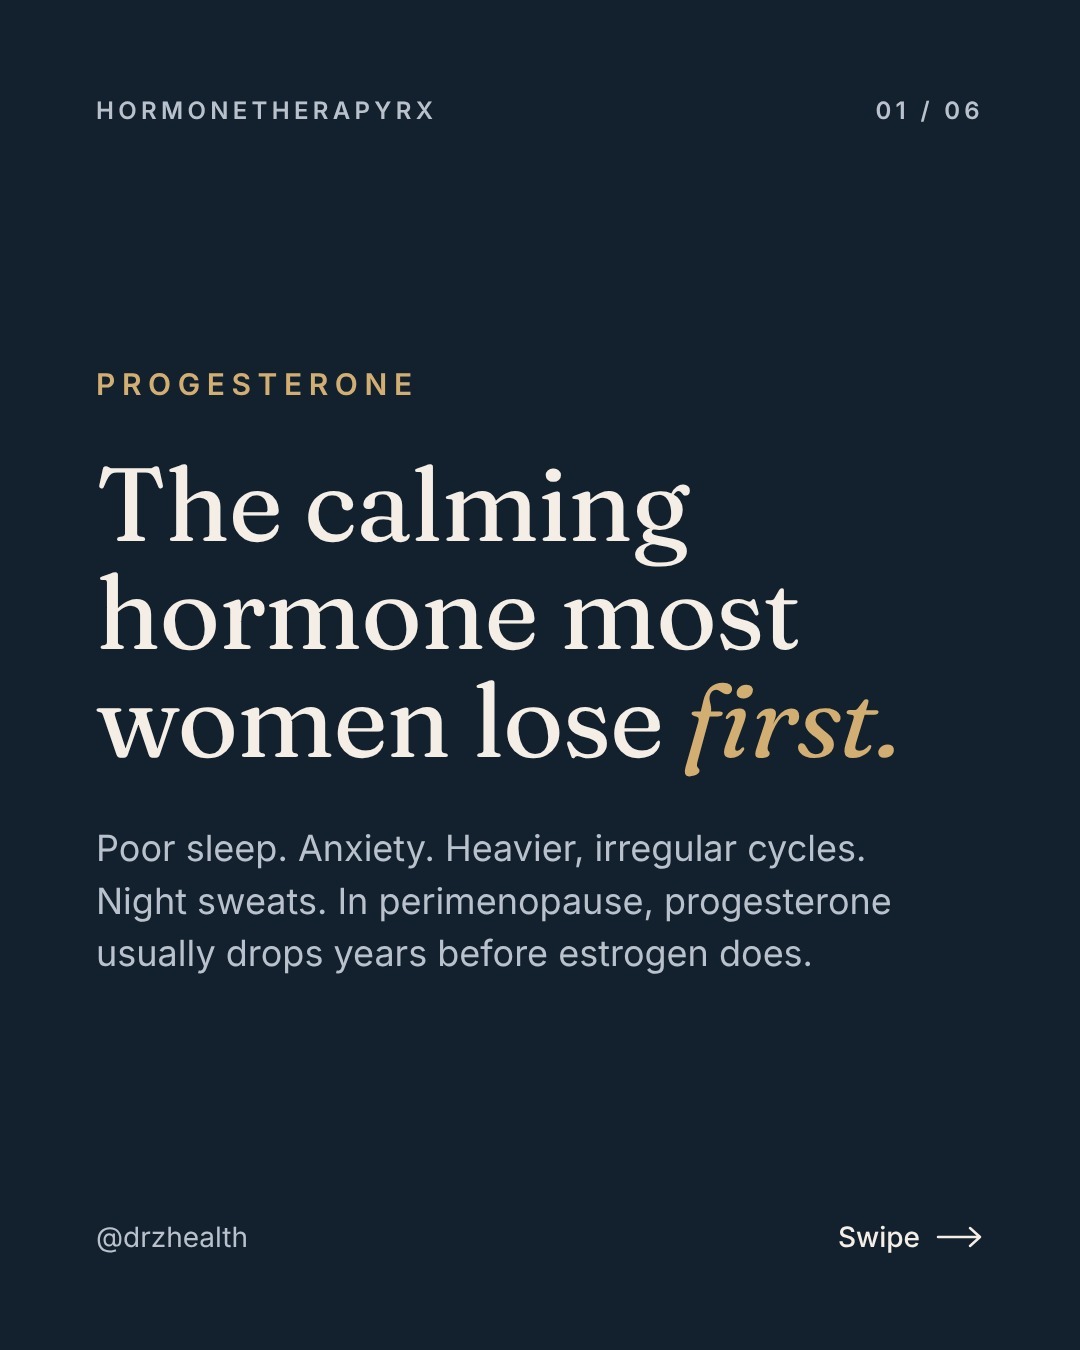 HORMONETHERAPYRX
01 / 06
PROGESTERONE
The calming
hormone most
women lose first.
Poor sleep. Anxiety. Heavier, irregular cycles.
Night sweats. In perimenopause, progesterone
usually drops years before estrogen does.
@drzhealth
Swipe →